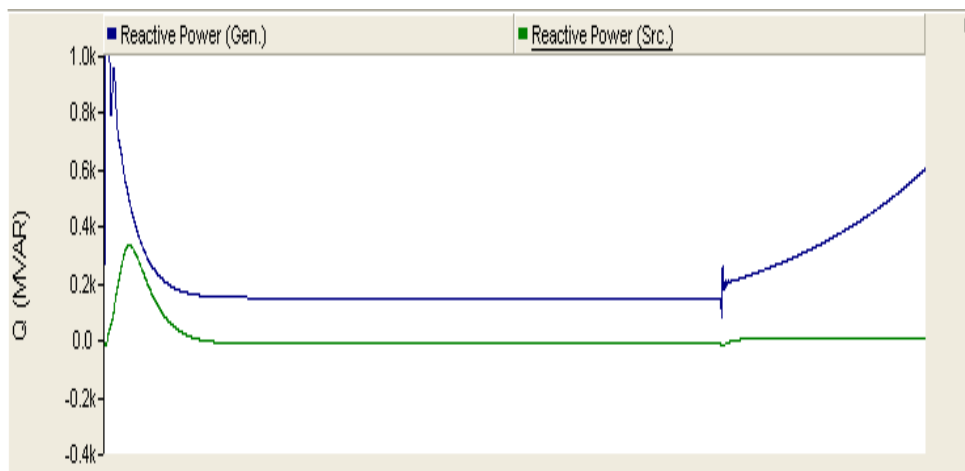 Reactive Power (Gen.) Reactive Power (Src.)
1.0k
0.8k
0.6k
0.4k
0.2k
0.0
-0.2k
-0.4k
Q (MVAR)